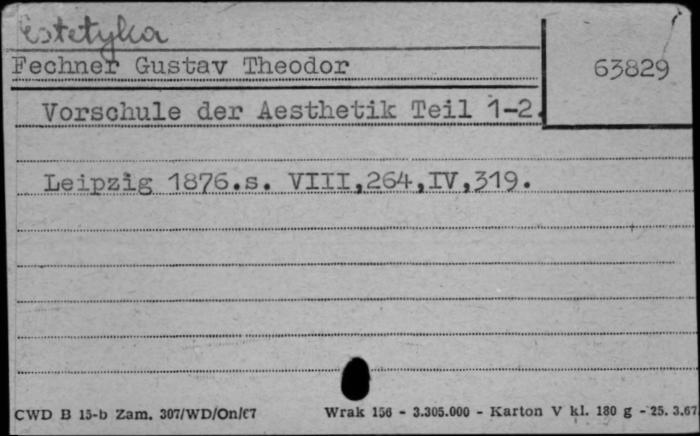 estetyka
Fechner Gustav Theodor
63829
Vorschule der Aesthetik Teil 1-2.
Leipzig 1876.s. VIII,264,IV,319.
CWD B 15-b Zam. 307/WD/On/67 Wrak 156 - 3.305.000 - Karton V kl. 180 g - 25. 3.67